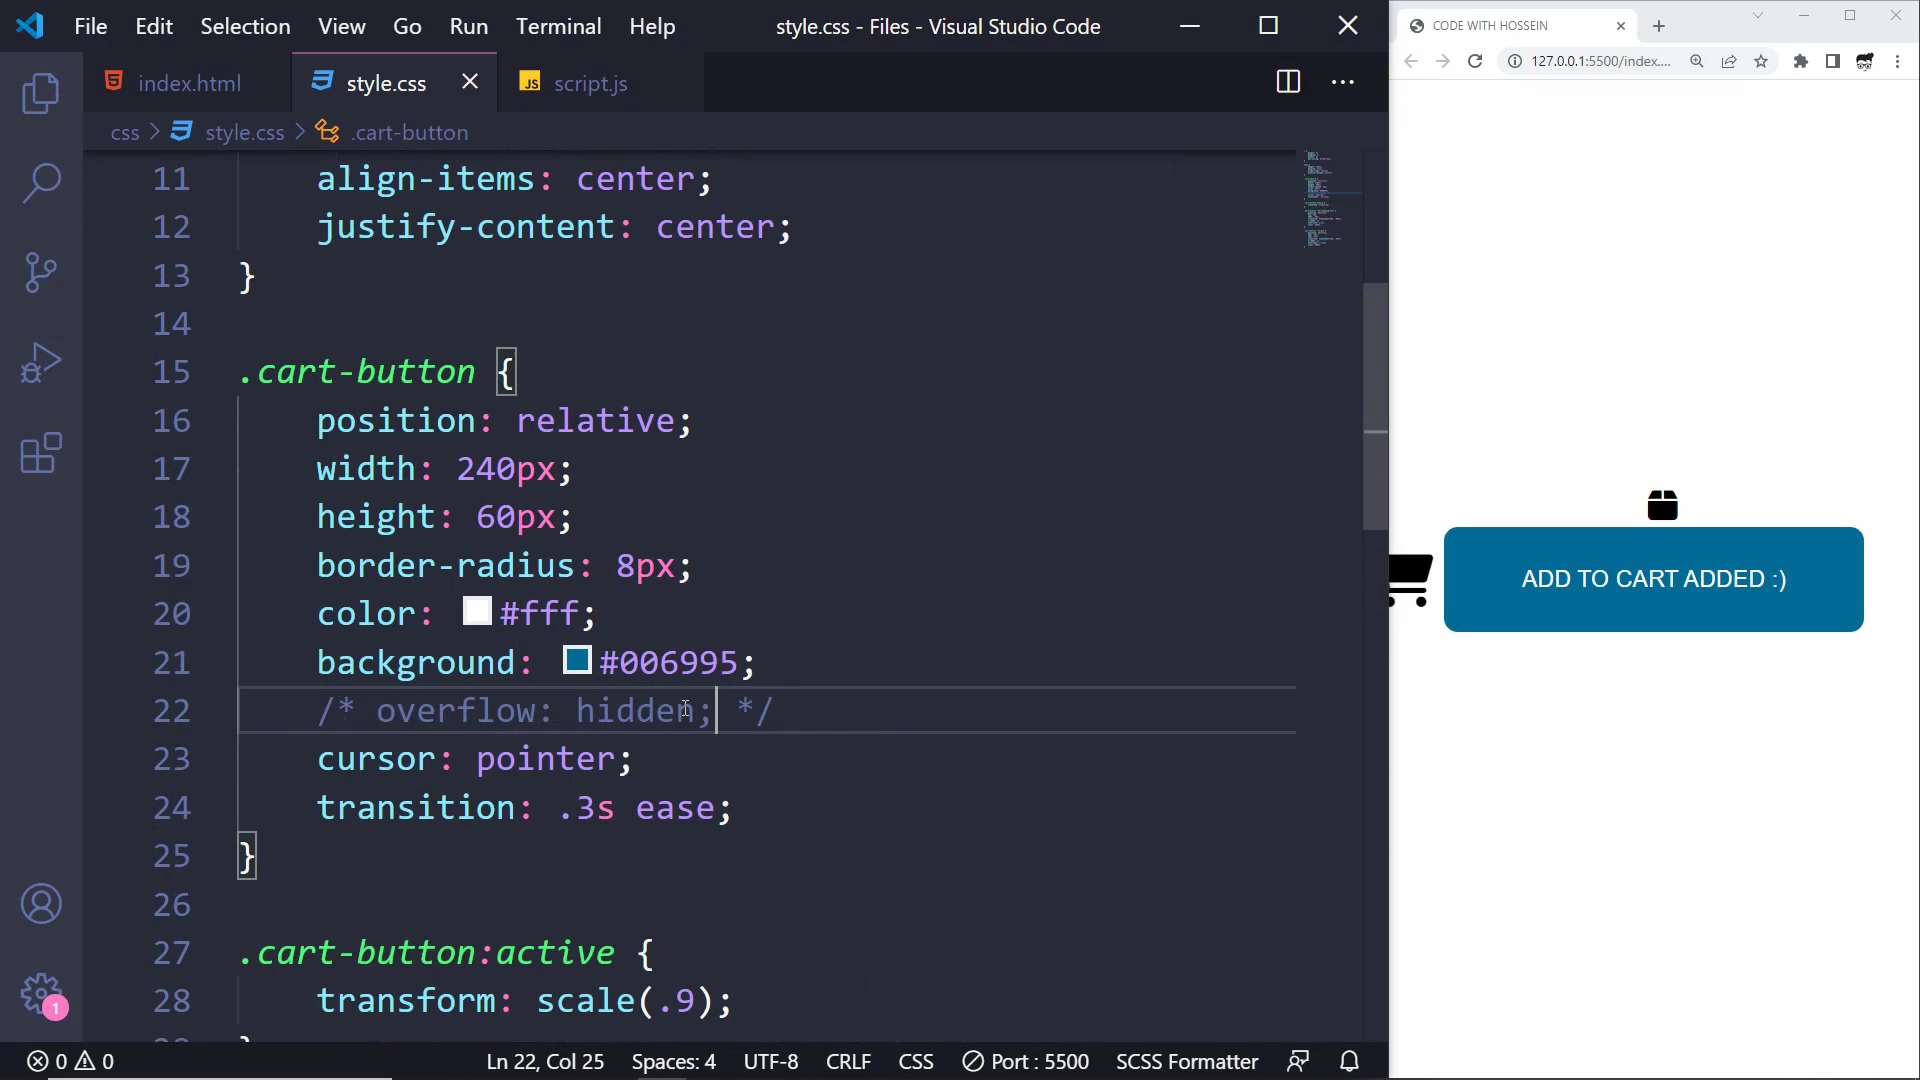 File Edit Selection View Go Run Terminal Help style.css - Files - Visual Studio Code
index.html style.css JS script.js
css > style.css > .cart-button
11 align-items: center;
12 justify-content: center;
13 }
14
15 .cart-button {
16 position: relative;
17 width: 240px;
18 height: 60px;
19 border-radius: 8px;
20 color: #fff;
21 background: #006995;
22 /* overflow: hidden; */
23 cursor: pointer;
24 transition: .3s ease;
25 }
26
27 .cart-button:active {
28 transform: scale(.9);
1
0 0 Ln 22, Col 25 Spaces: 4 UTF-8 CRLF CSS Port : 5500 SCSS Formatter
CODE WITH HOSSEIN
127.0.0.1:5500/index....
ADD TO CART ADDED :)